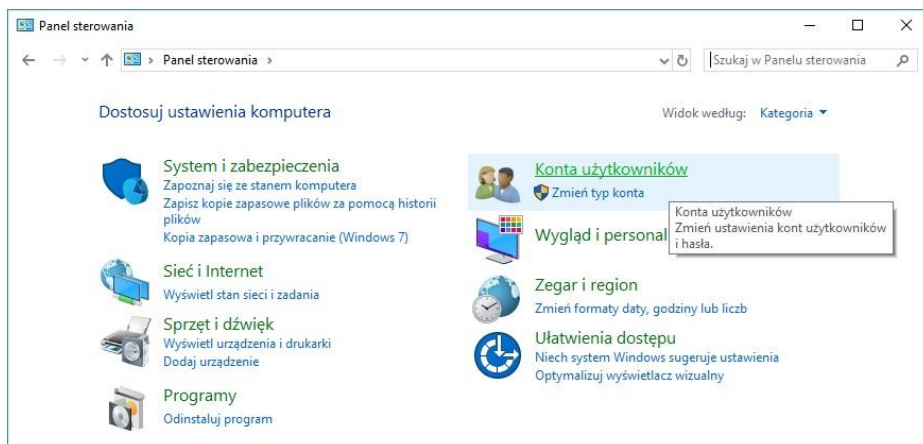 Panel sterowania
Panel sterowania
Szukaj w Panelu sterowania
Dostosuj ustawienia komputera
Widok według: Kategoria
System i zabezpieczenia
Zapoznaj się ze stanem komputera
Zapisz kopie zapasowe plików za pomocą historii
plików
Kopia zapasowa i przywracanie (Windows 7)
Sieć i Internet
Wyświetl stan sieci i zadania
Sprzęt i dźwięk
Wyświetl urządzenia i drukarki
Dodaj urządzenie
Programy
Odinstaluj program
Konta użytkowników
Zmień typ konta
Konta użytkowników
Zmień ustawienia kont użytkowników
i hasła.
Wygląd i personal
Zegar i region
Zmień formaty daty, godziny lub liczb
Ułatwienia dostępu
Niech system Windows sugeruje ustawienia
Optymalizuj wyświetlacz wizualny